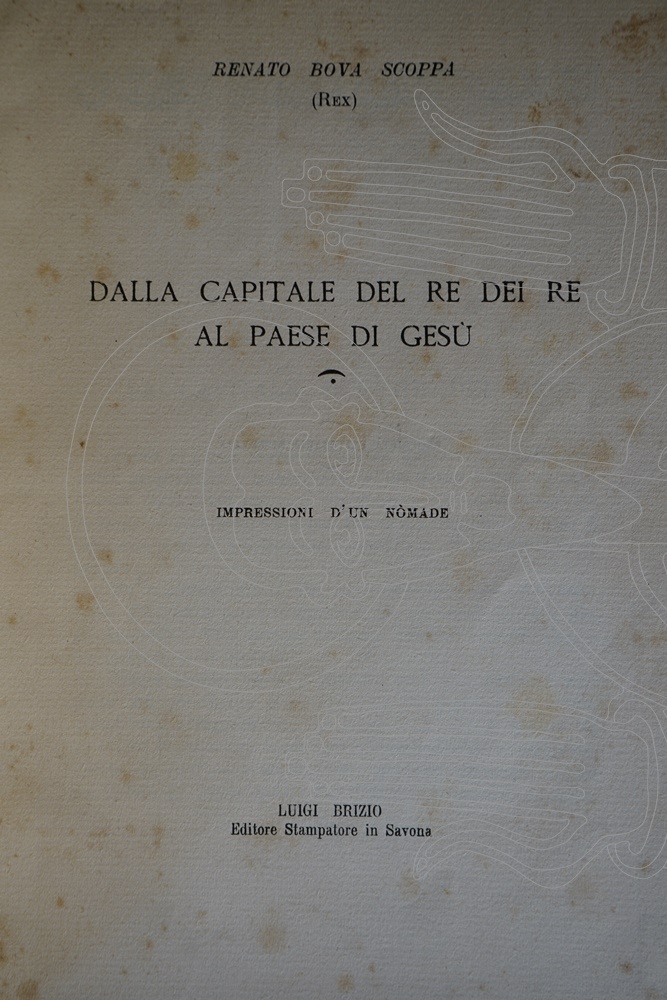 RENATO BOVA SCOPPA
(REX)
DALLA CAPITALE DEL RE DEI RE
AL PAESE DI GESÙ
IMPRESSIONI D'UN NÒMADE
LUIGI BRIZIO
Editore Stampatore in Savona